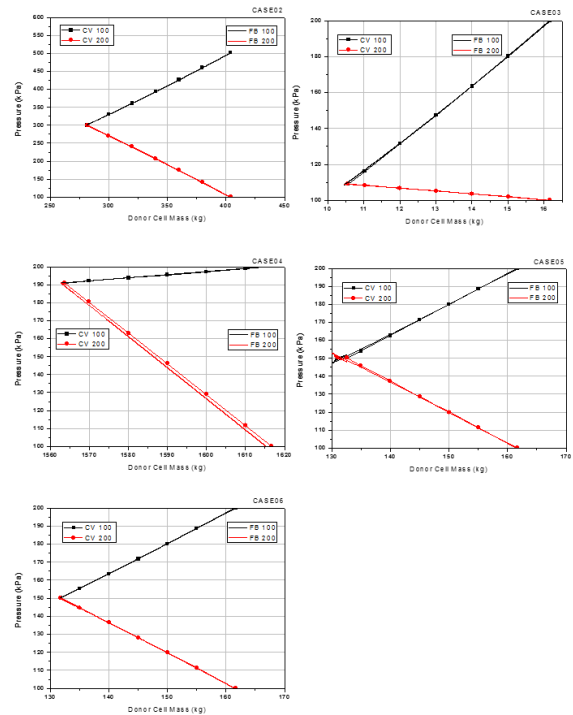 CASE02
CV 100
CV 200
FB 100
FB 200
Pressure (kPa)
600
550
500
450
400
350
300
250
200
150
100
250
300
350
400
450
Donor Cell Mass (kg)
CASE03
CV 100
CV 200
FB 100
FB 200
Pressure (kPa)
200
180
160
140
120
100
10
11
12
13
14
15
16
Donor Cell Mass (kg)
CASE04
CV 100
CV 200
FB 100
FB 200
Pressure (kPa)
200
190
180
170
160
150
140
130
120
110
100
1560
1570
1580
1590
1600
1610
1620
Donor Cell Mass (kg)
CASE05
CV 100
CV 200
FB 100
FB 200
Pressure (kPa)
200
190
180
170
160
150
140
130
120
110
100
130
140
150
160
170
Donor Cell Mass (kg)
CASE06
CV 100
CV 200
FB 100
FB 200
Pressure (kPa)
200
190
180
170
160
150
140
130
120
110
100
130
140
150
160
170
Donor Cell Mass (kg)